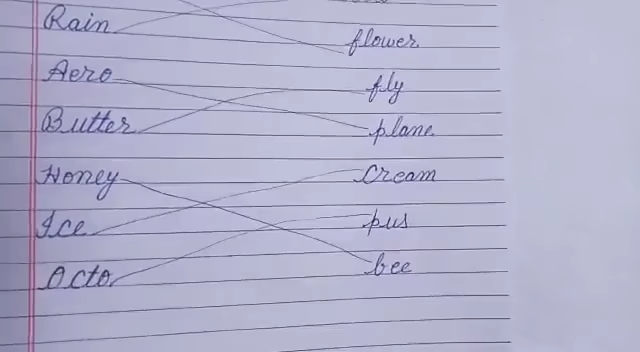 Rain
flower
Aero
fly
Butter
plane
Honey
cream
Ice
pus
Octo
bee